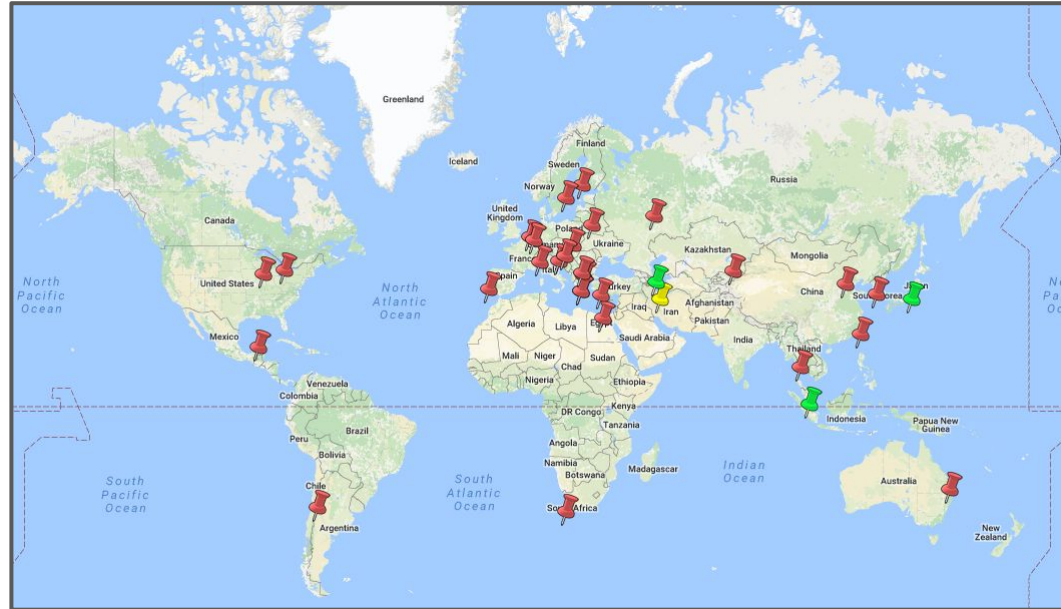 Greenland
Iceland
Finland
Sweden
Norway
Russia
Canada
United
Kingdom
Poland
Ukraine
Kazakhstan
Mongolia
France
Spain
Turkey
North
Pacific
Ocean
United States
North
Atlantic
Ocean
China
South Korea
Iraq
Iran
Afghanistan
Pakistan
Algeria
Libya
Egypt
Saudi Arabia
India
Mexico
Mali
Niger
Chad
Sudan
Thailand
Nigeria
Ethiopia
Venezuela
Colombia
Kenya
DR Congo
Tanzania
Indonesia
Papua New
Guinea
Peru
Brazil
Bolivia
Angola
Namibia
Botswana
Madagascar
Indian
Ocean
South
Pacific
Ocean
South
Atlantic
Ocean
Chile
Argentina
South Africa
Australia
New
Zealand